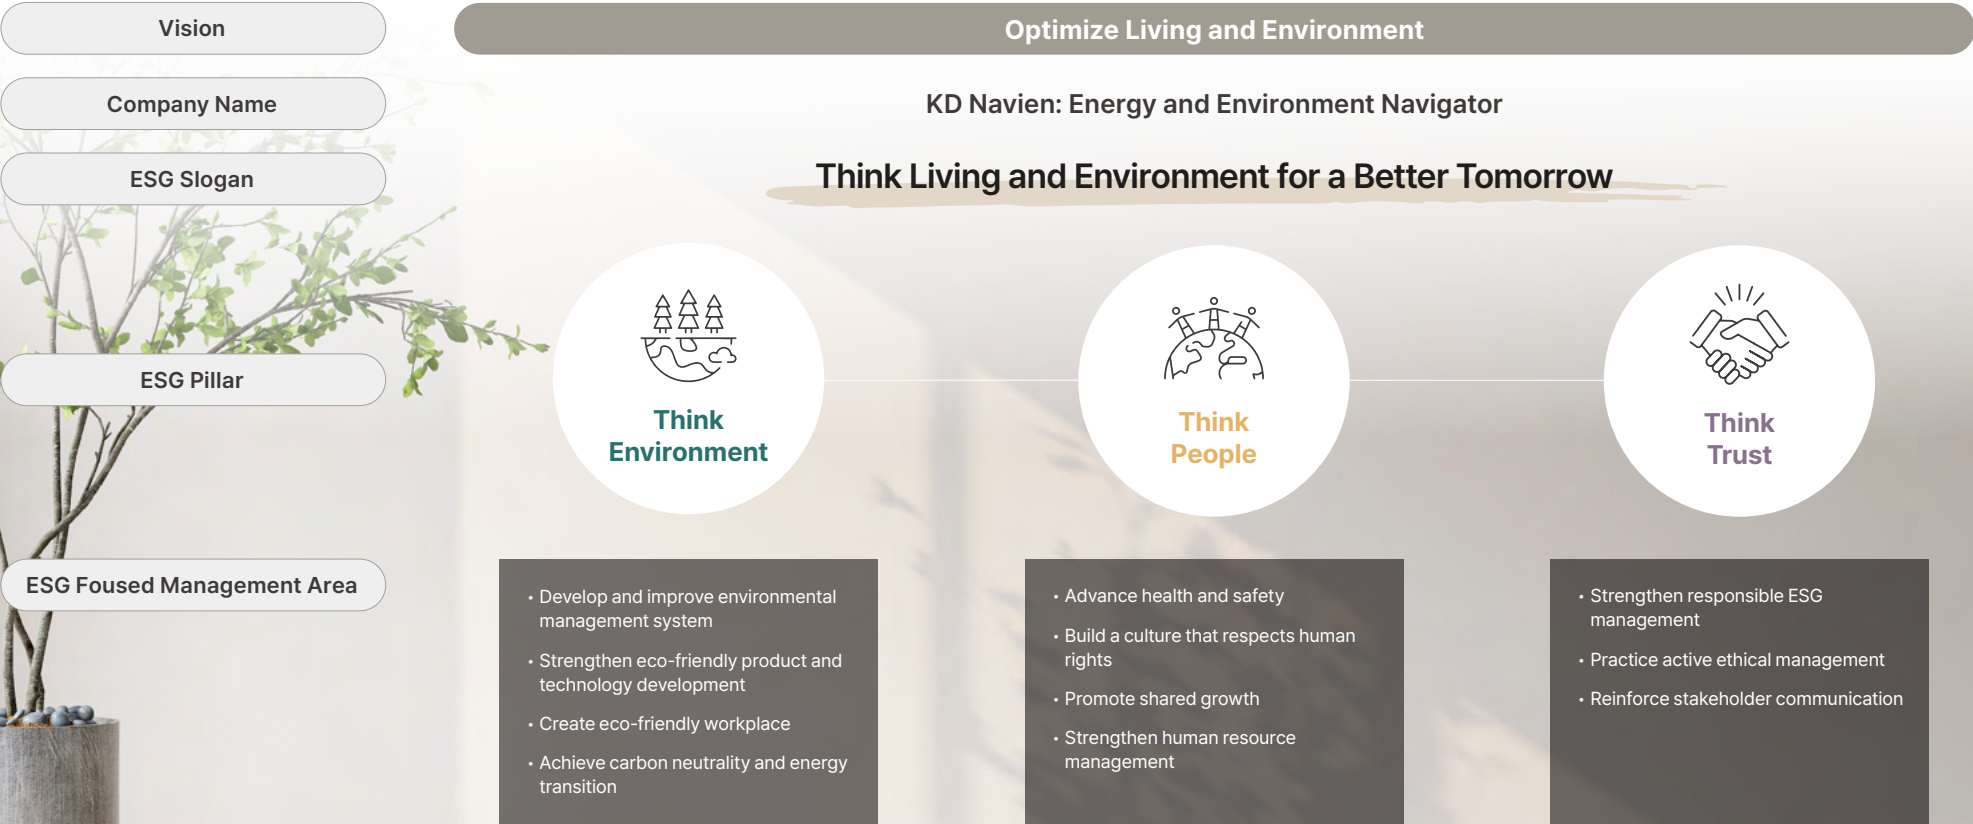 Vision
Optimize Living and Environment
Company Name
KD Navien: Energy and Environment Navigator
ESG Slogan
Think Living and Environment for a Better Tomorrow
ESG Pillar
Think
Environment
Think
People
Think
Trust
ESG Foused Management Area
• Develop and improve environmental
management system
• Strengthen eco-friendly product and
technology development
• Create eco-friendly workplace
• Achieve carbon neutrality and energy
transition
• Advance health and safety
• Build a culture that respects human
rights
• Promote shared growth
• Strengthen human resource
management
• Strengthen responsible ESG
management
• Practice active ethical management
• Reinforce stakeholder communication